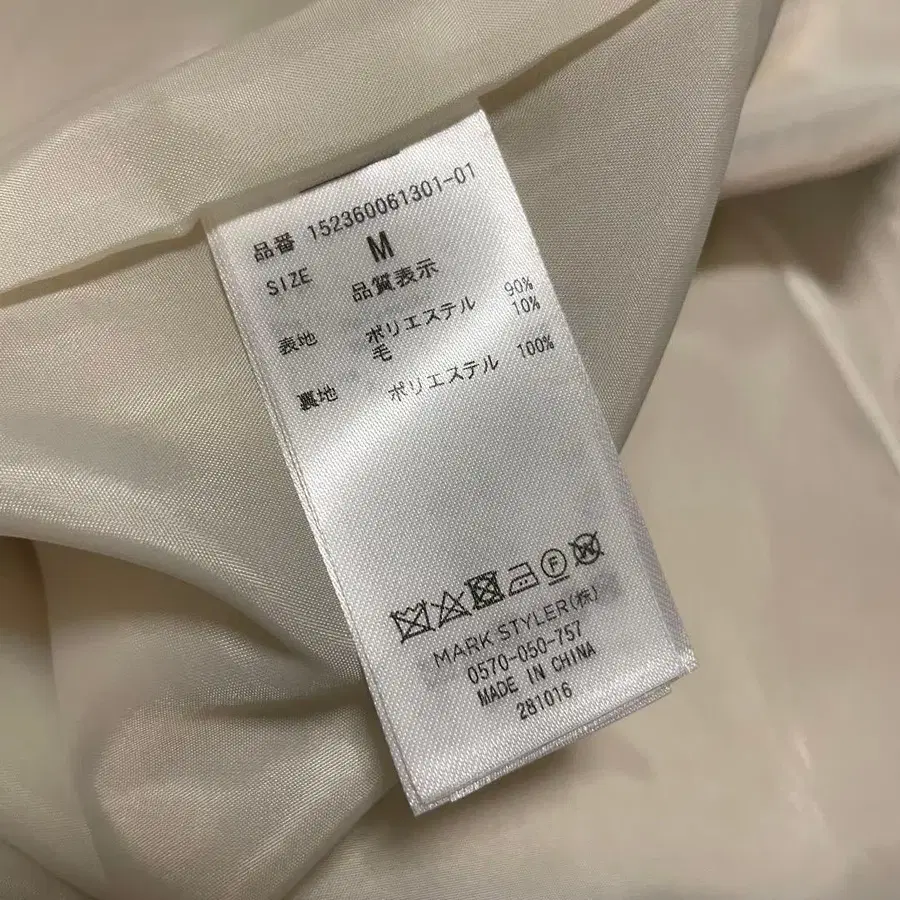 品番 152360061301-01
SIZE M
品質表示
表地 ポリエステル 90%
毛 10%
裏地 ポリエステル 100%
F
W
MARK STYLER(株)
0570-050-757
MADE IN CHINA
281016